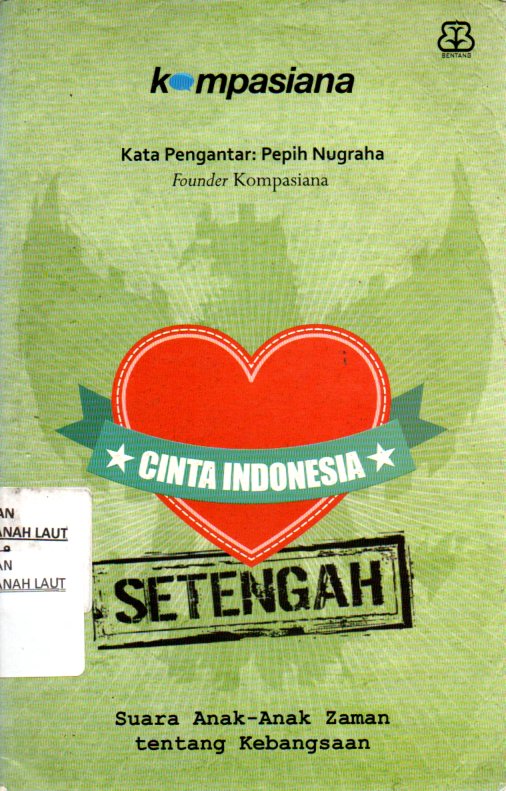 BENTANG
kompasiana
Kata Pengantar: Pepih Nugraha
Founder Kompasiana
CINTA INDONESIA
AN
ANAH LAUT
AN
ANAH LAUT
SETENGAH
Suara Anak-Anak Zaman
tentang Kebangsaan